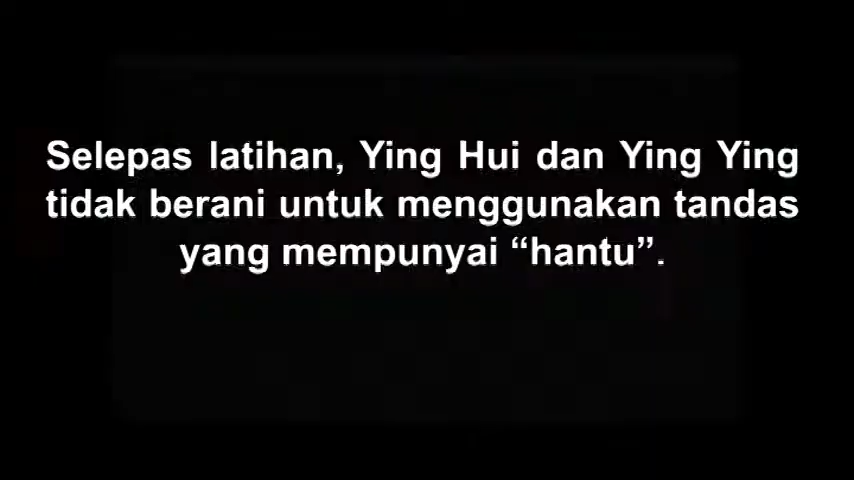 Selepas latihan, Ying Hui dan Ying Ying
tidak berani untuk menggunakan tandas
yang mempunyai “hantu”.